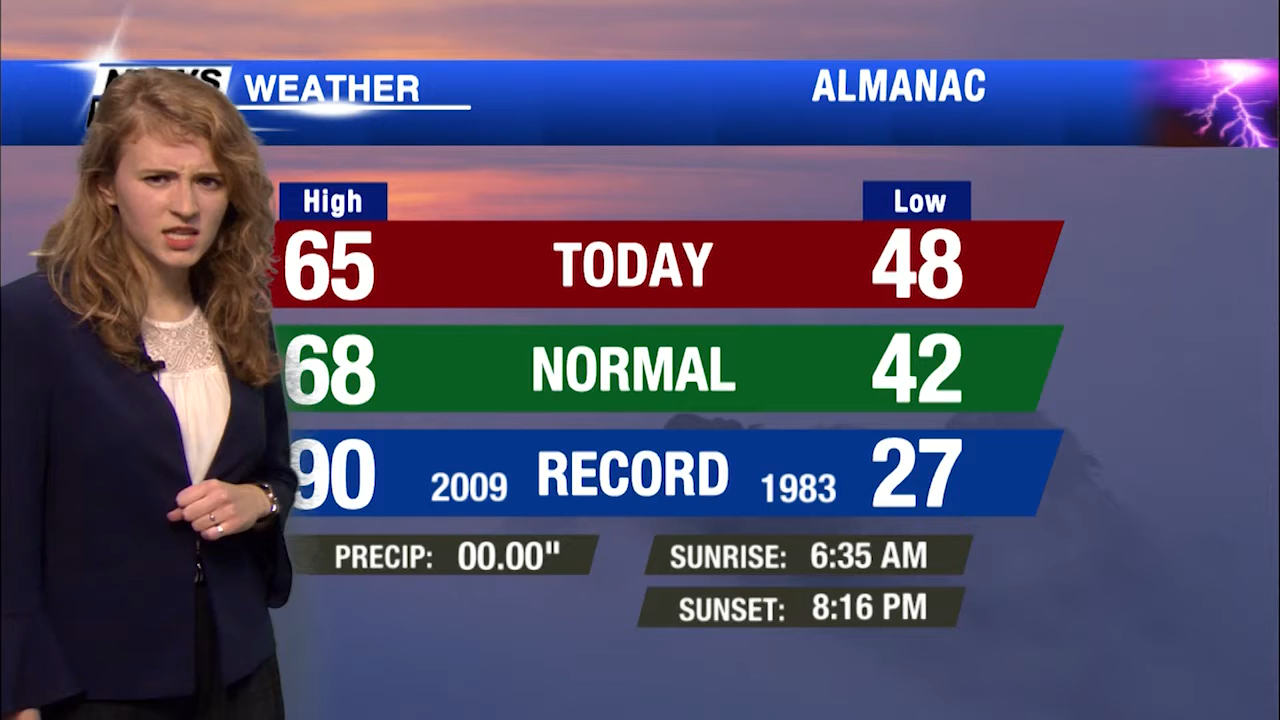 NEWS
WEATHER
ALMANAC
High
Low
65 TODAY 48
68 NORMAL 42
90 2009 RECORD 1983 27
PRECIP: 00.00"
SUNRISE: 6:35 AM
SUNSET: 8:16 PM